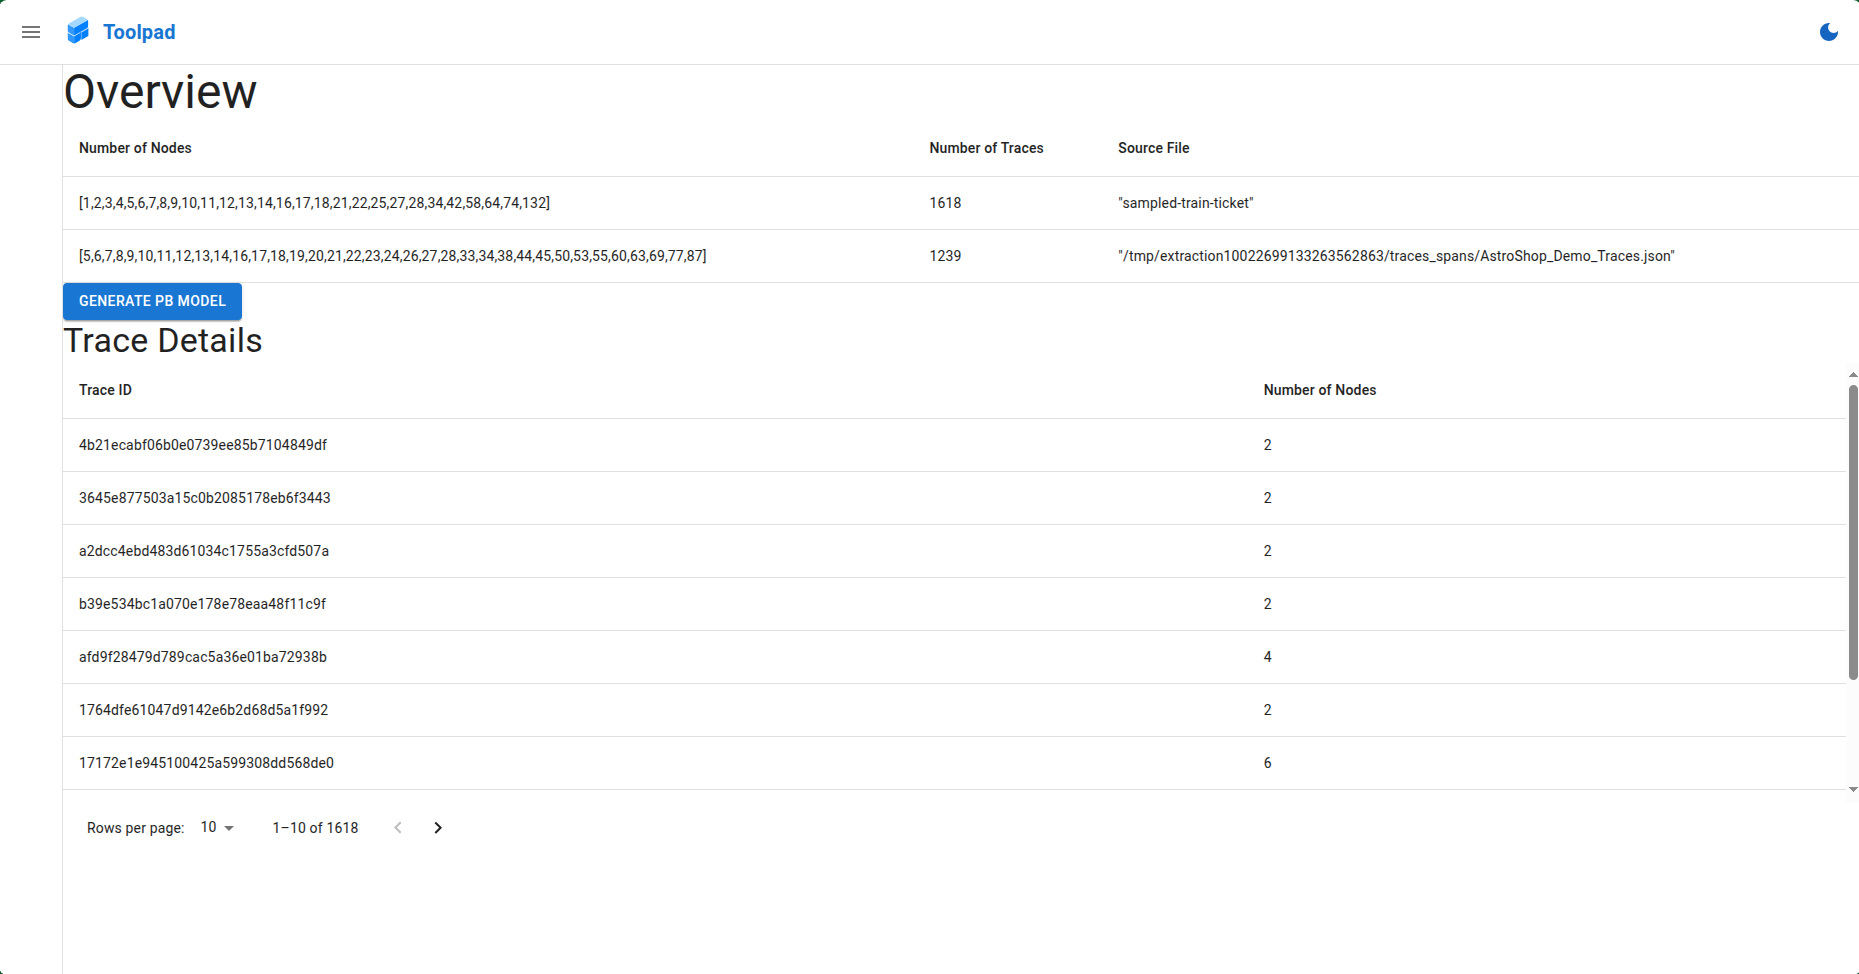 Toolpad
Overview
Number of Nodes Number of Traces Source File
[1,2,3,4,5,6,7,8,9,10,11,12,13,14,16,17,18,21,22,25,27,28,34,42,58,64,74,132] 1618 "sampled-train-ticket"
[5,6,7,8,9,10,11,12,13,14,16,17,18,19,20,21,22,23,24,26,27,28,33,34,38,44,45,50,53,55,60,63,69,77,87] 1239 "/tmp/extraction10022699133263562863/traces_spans/AstroShop_Demo_Traces.json"
GENERATE PB MODEL
Trace Details
Trace ID Number of Nodes
4b21ecabf06b0e0739ee85b7104849df 2
3645e877503a15c0b2085178eb6f3443 2
a2dcc4ebd483d61034c1755a3cfd507a 2
b39e534bc1a070e178e78eaa48f11c9f 2
afd9f28479d789cac5a36e01ba72938b 4
1764dfe61047d9142e6b2d68d5a1f992 2
17172e1e945100425a599308dd568de0 6
Rows per page: 10 1–10 of 1618